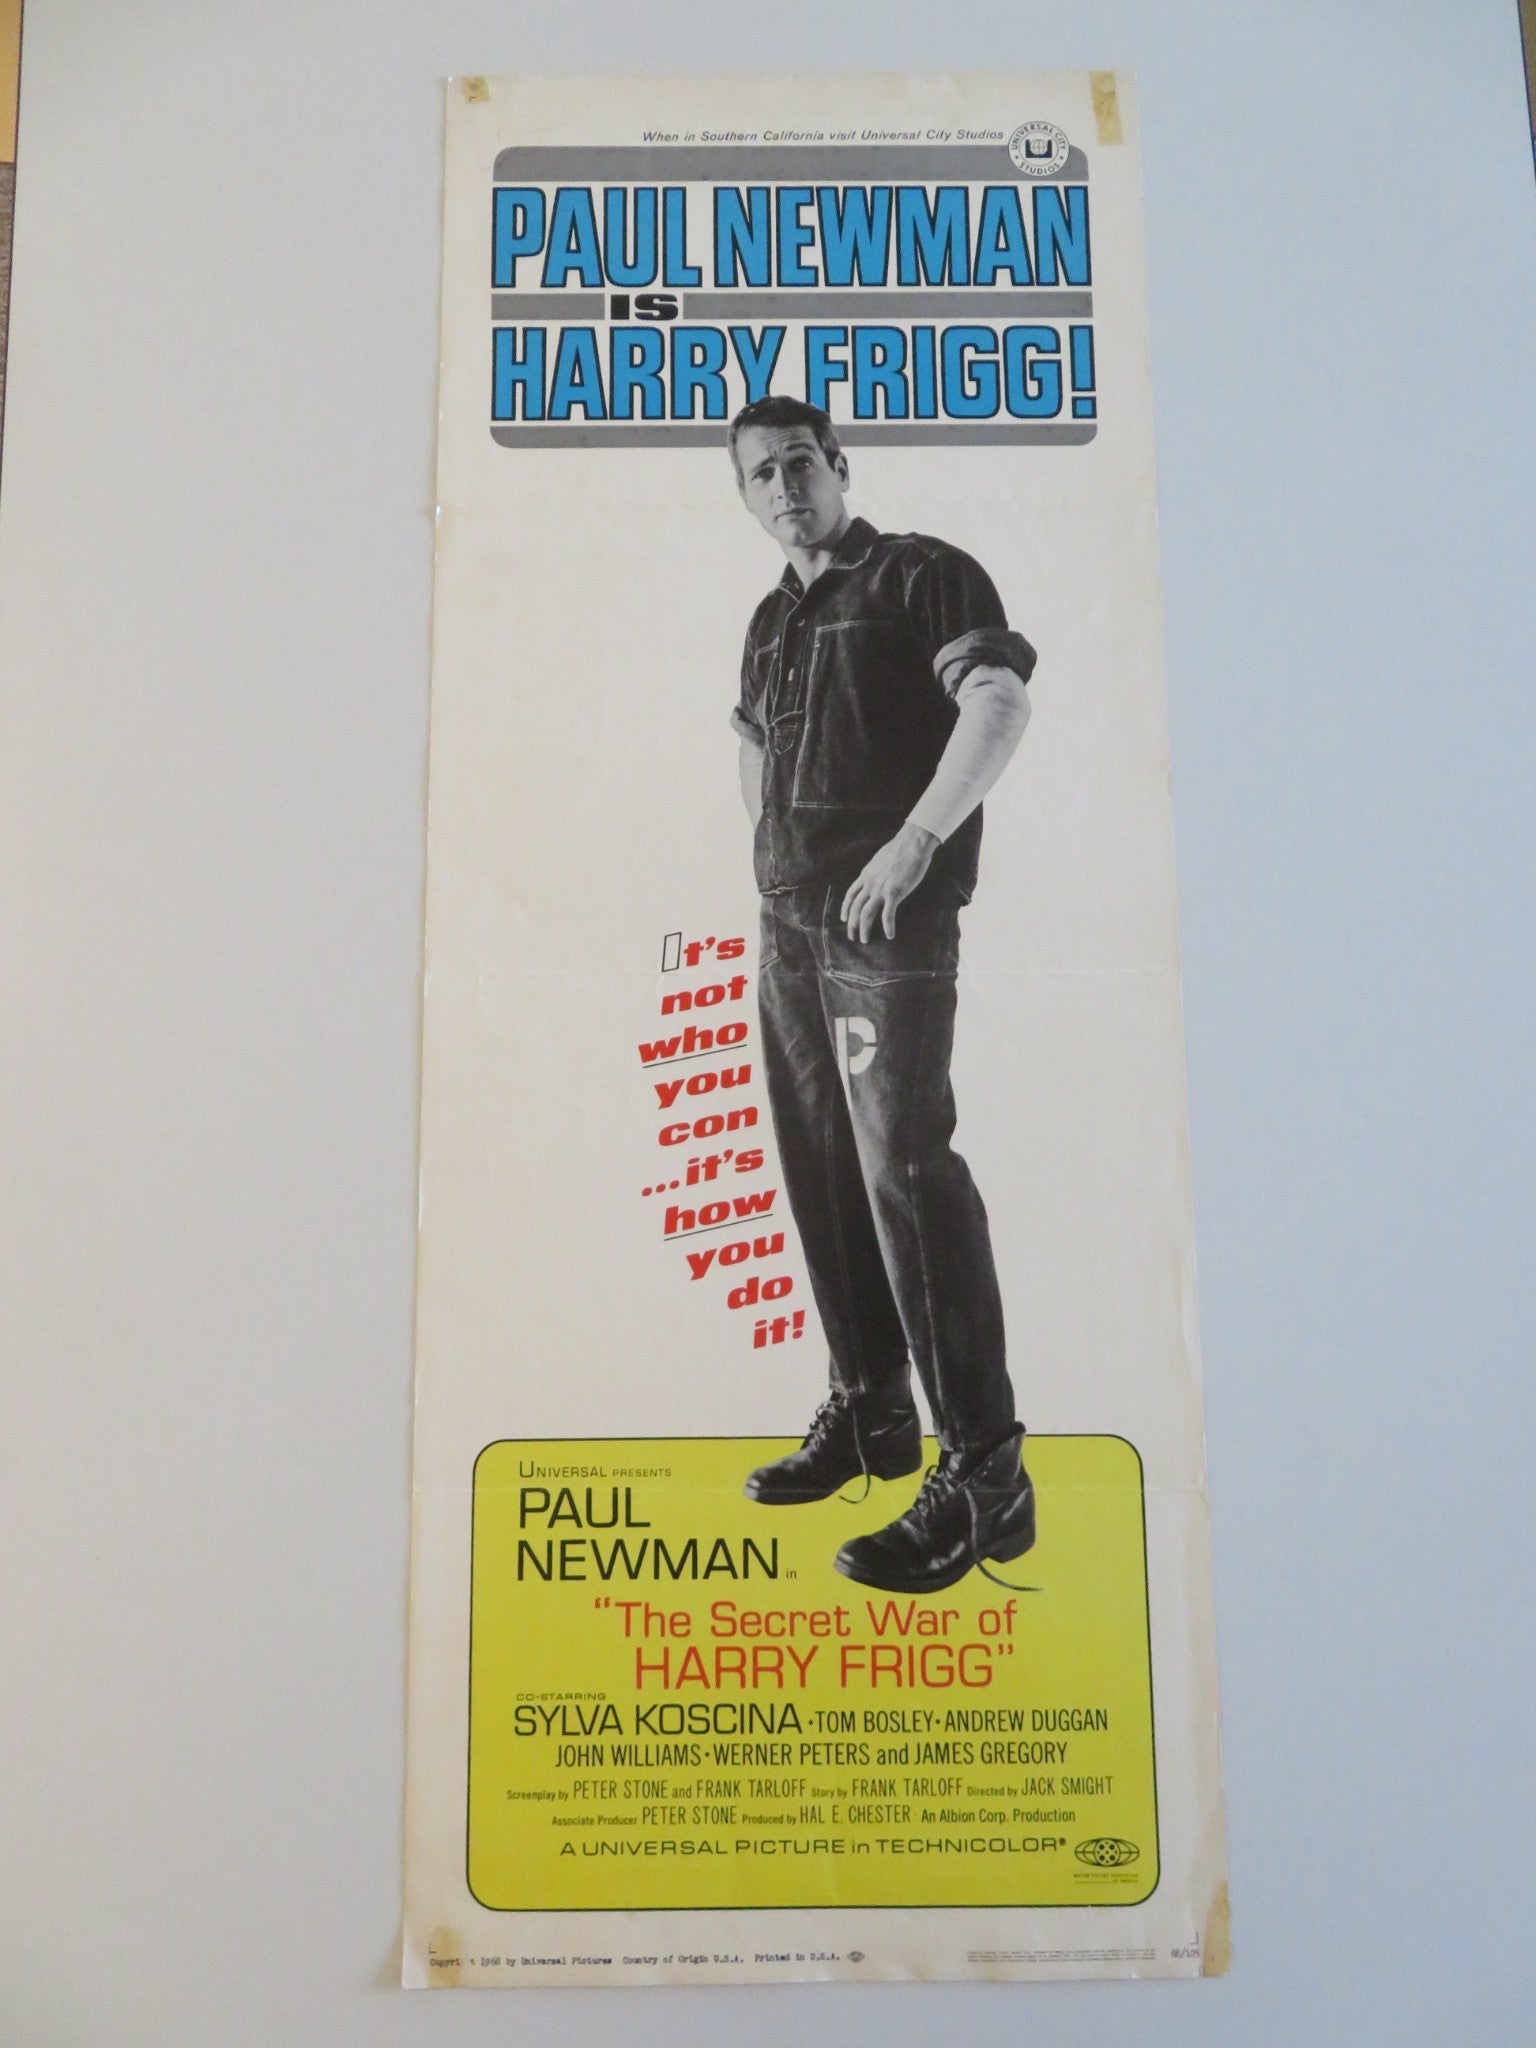 When in Southern California visit Universal City Studios
UNIVERSAL CITY STUDIOS
PAUL NEWMAN
IS
HARRY FRIGG!
It's
not
who
you
con
...it's
how
you
do
it!
P
UNIVERSAL PRESENTS
PAUL
NEWMAN in
"The Secret War of
HARRY FRIGG"
CO-STARRING
SYLVA KOSCINA · TOM BOSLEY · ANDREW DUGGAN
JOHN WILLIAMS · WERNER PETERS and JAMES GREGORY
Screenplay by PETER STONE and FRANK TARLOFF Story by FRANK TARLOFF Directed by JACK SMIGHT
Associate Producer PETER STONE Produced by HAL E. CHESTER · An Albion Corp. Production
A UNIVERSAL PICTURE in TECHNICOLOR®
1968 by Universal Pictures Country of Origin U.S.A. Printed in U.S.A.
68/105